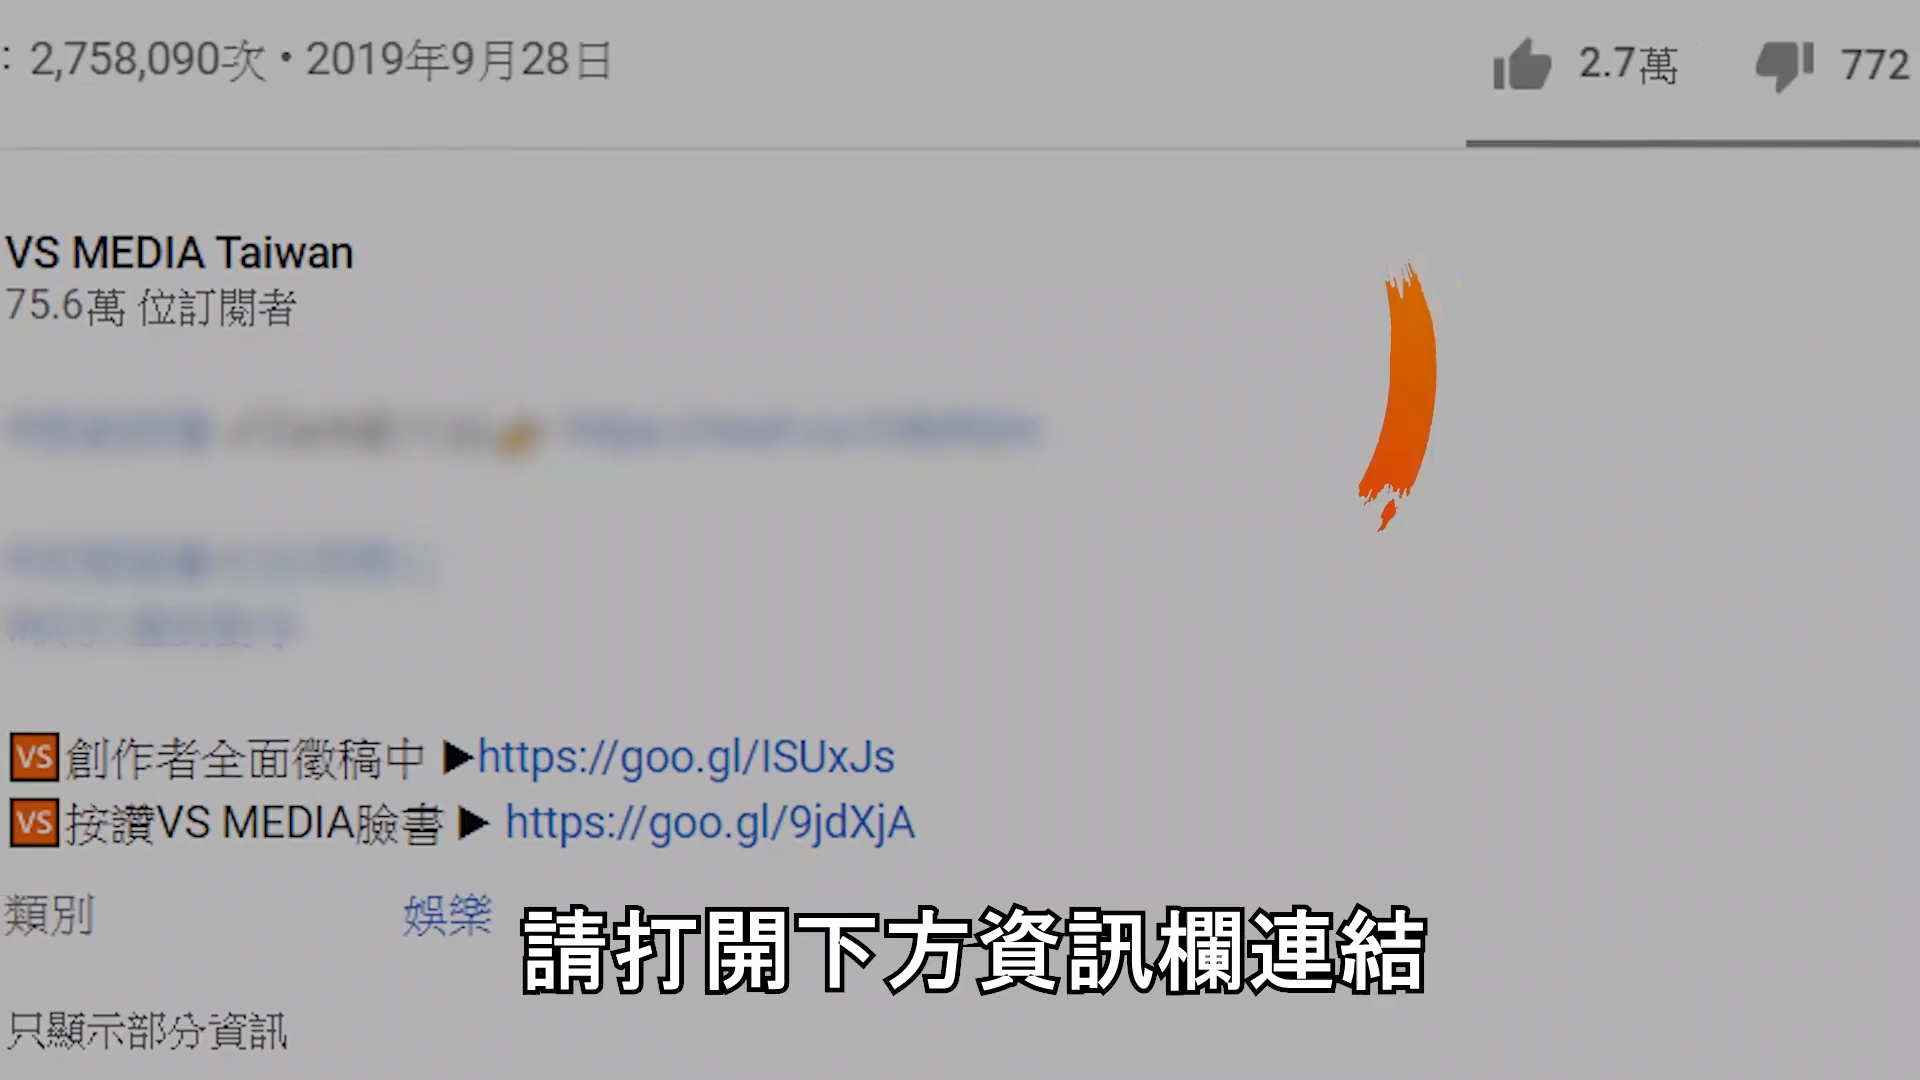 : 2,758,090次 • 2019年9月28日
2.7萬
772
VS MEDIA Taiwan
75.6萬 位訂閱者
VS 創作者全面徵稿中 ▶https://goo.gl/ISUxJs
VS 按讚VS MEDIA臉書 ▶ https://goo.gl/9jdXjA
類別 娛樂
請打開下方資訊欄連結
只顯示部分資訊